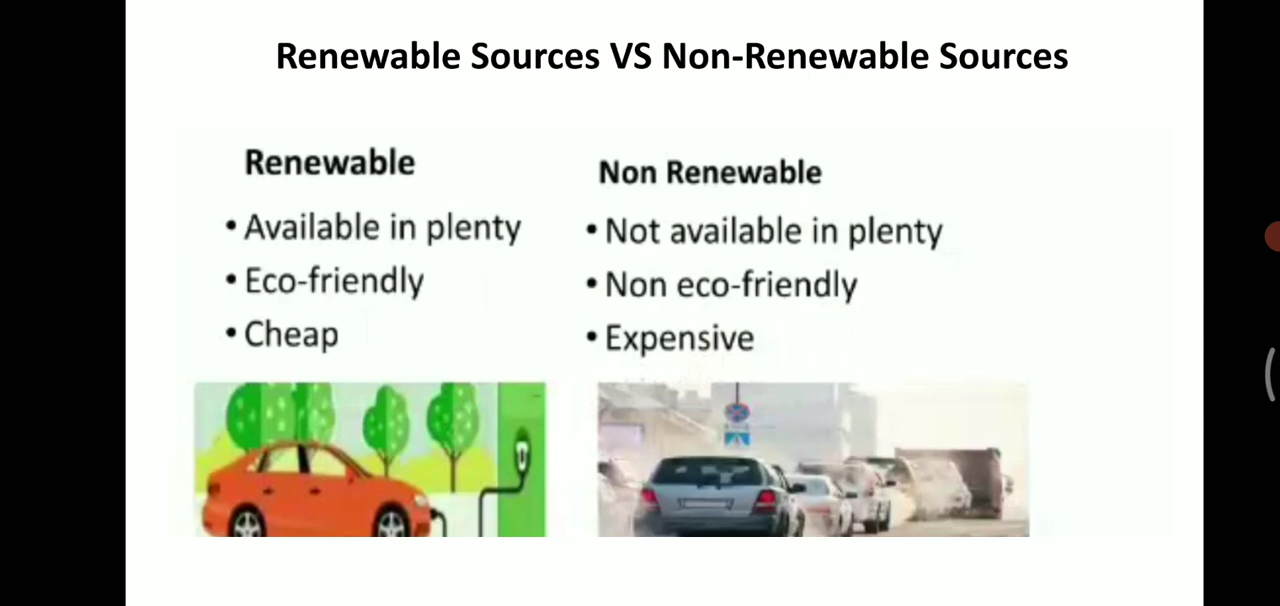 Renewable Sources VS Non-Renewable Sources
Renewable
• Available in plenty
• Eco-friendly
• Cheap
Non Renewable
• Not available in plenty
• Non eco-friendly
• Expensive